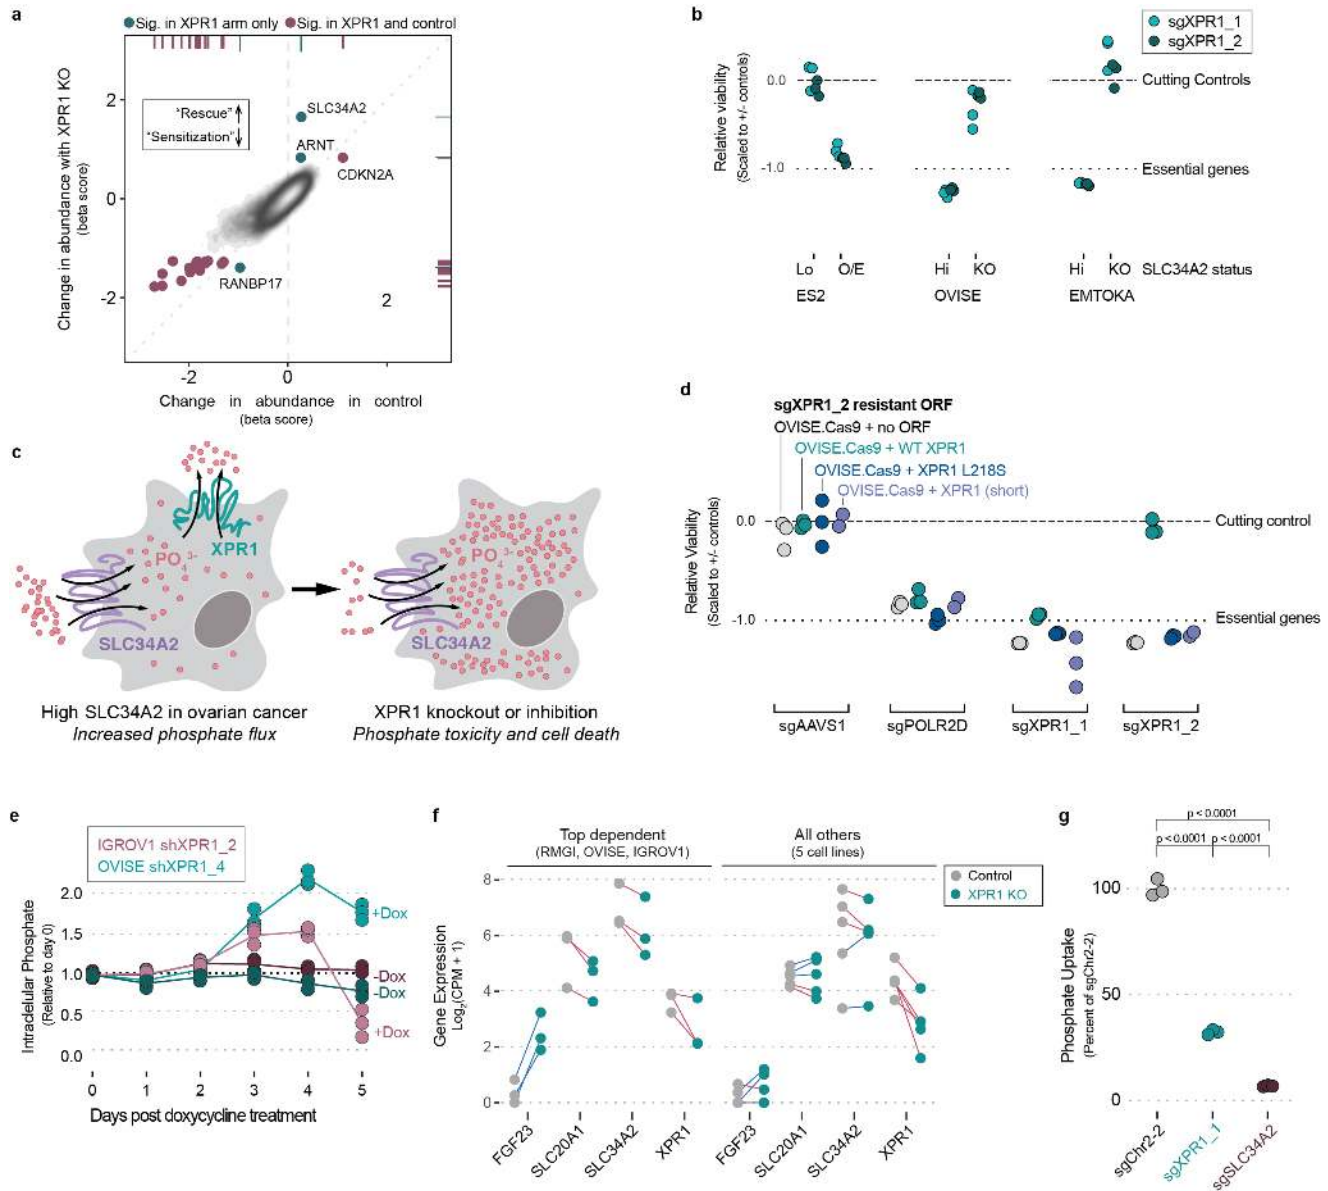 a
Sig. in XPR1 arm only
Sig. in XPR1 and control
Change in abundance with XPR1 KO
(beta score)
2
0
-2
"Rescue"
"Sensitization"
SLC34A2
ARNT
CDKN2A
RANBP17
2
-2
0
Change in abundance in control
(beta score)
b
sgXPR1_1
sgXPR1_2
Relative viability
(Scaled to +/- controls)
0.0
-1.0
Cutting Controls
Essential genes
Lo
O/E
Hi
KO
Hi
KO
SLC34A2 status
ES2
OVISE
EMTOKA
c
PO4 3-
XPR1
SLC34A2
PO4 3-
SLC34A2
High SLC34A2 in ovarian cancer
Increased phosphate flux
XPR1 knockout or inhibition
Phosphate toxicity and cell death
d
sgXPR1_2 resistant ORF
OVISE.Cas9 + no ORF
OVISE.Cas9 + WT XPR1
OVISE.Cas9 + XPR1 L218S
OVISE.Cas9 + XPR1 (short)
Relative Viability
(Scaled to +/- controls)
0.0
-1.0
Cutting control
Essential genes
sgAAVS1
sgPOLR2D
sgXPR1_1
sgXPR1_2
e
IGROV1 shXPR1_2
OVISE shXPR1_4
Intradelular Phosphate
(Relative to day 0)
2.0
1.5
1.0
0.5
0.0
+Dox
-Dox
-Dox
+Dox
0
1
2
3
4
5
Days post doxycycline treatment
f
Top dependent
(RMGI, OVISE, IGROV1)
All others
(5 cell lines)
Control
XPR1 KO
Gene Expression
Log2)(CPM + 1)
8
6
4
2
0
FGF23
SLC20A1
SLC34A2
XPR1
FGF23
SLC20A1
SLC34A2
XPR1
g
p < 0.0001
p < 0.0001
p < 0.0001
Phosphate Uptake
(Percent of sgChr2-2)
100
50
0
sgChr2-2
sgXPR1_1
sgSLC34A2